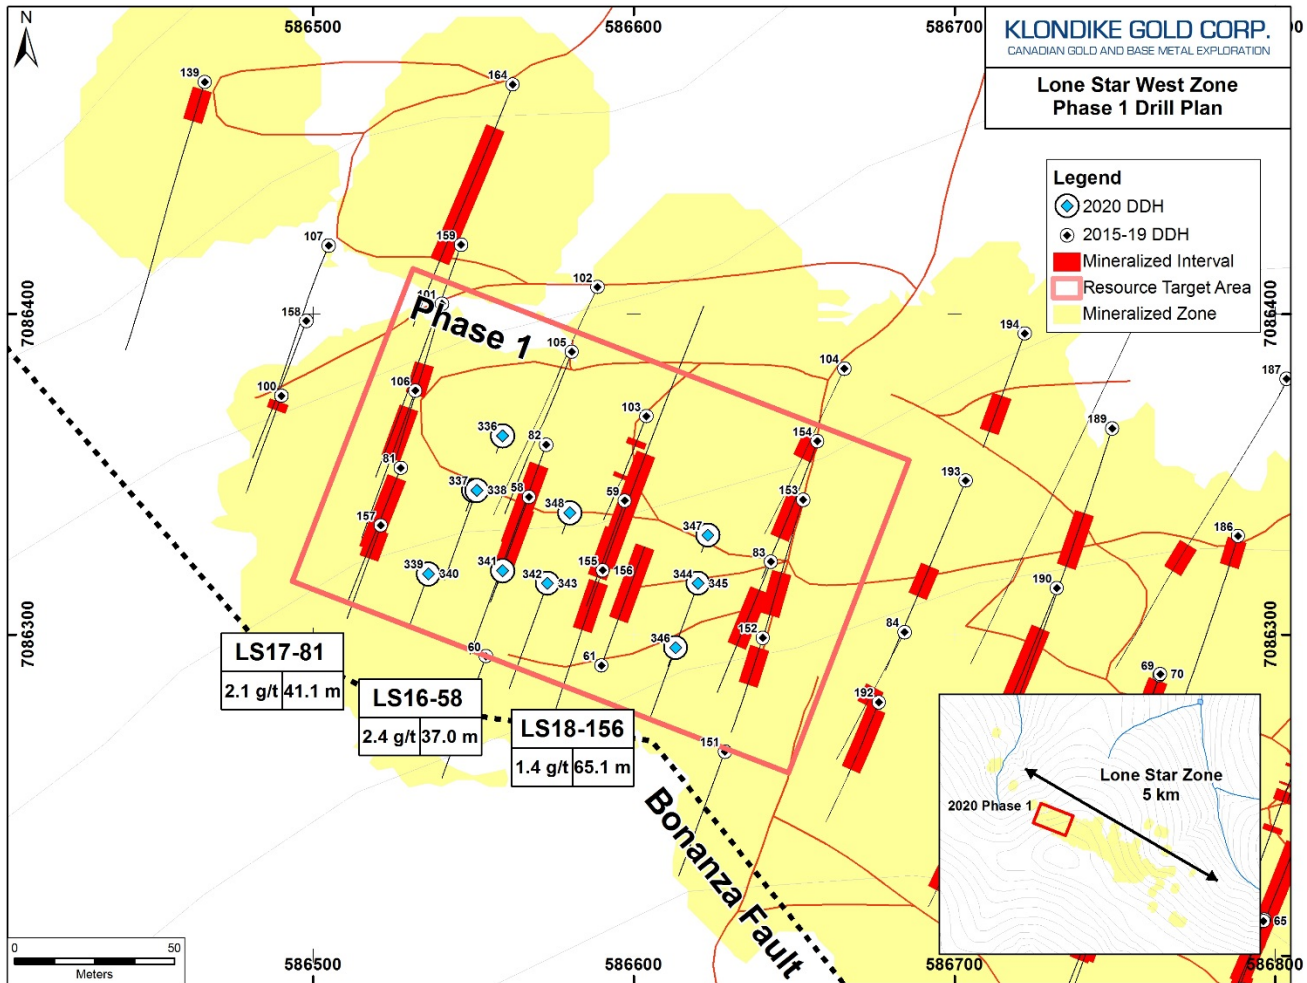 586500
586600
586700
00
N
KLONDIKE GOLD CORP.
CANADIAN GOLD AND BASE METAL EXPLORATION
Lone Star West Zone
Phase 1 Drill Plan
Legend
2020 DDH
2015-19 DDH
Mineralized Interval
Resource Target Area
Mineralized Zone
139
164
107
159
102
158
101
Phase 1
7086400
7086400
194
105
104
187
100
106
103
189
336
82
154
81
193
337
338
58
59
153
348
157
347
186
83
339
340
341
342
343
155
156
344
345
190
152
84
346
7086300
7086300
60
61
69
70
192
151
LS17-81
2.1 g/t
41.1 m
LS16-58
2.4 g/t
37.0 m
LS18-156
1.4 g/t
65.1 m
Bonanza Fault
Lone Star Zone
5 km
2020 Phase 1
65
0
50
Meters
586500
586600
586700
586800